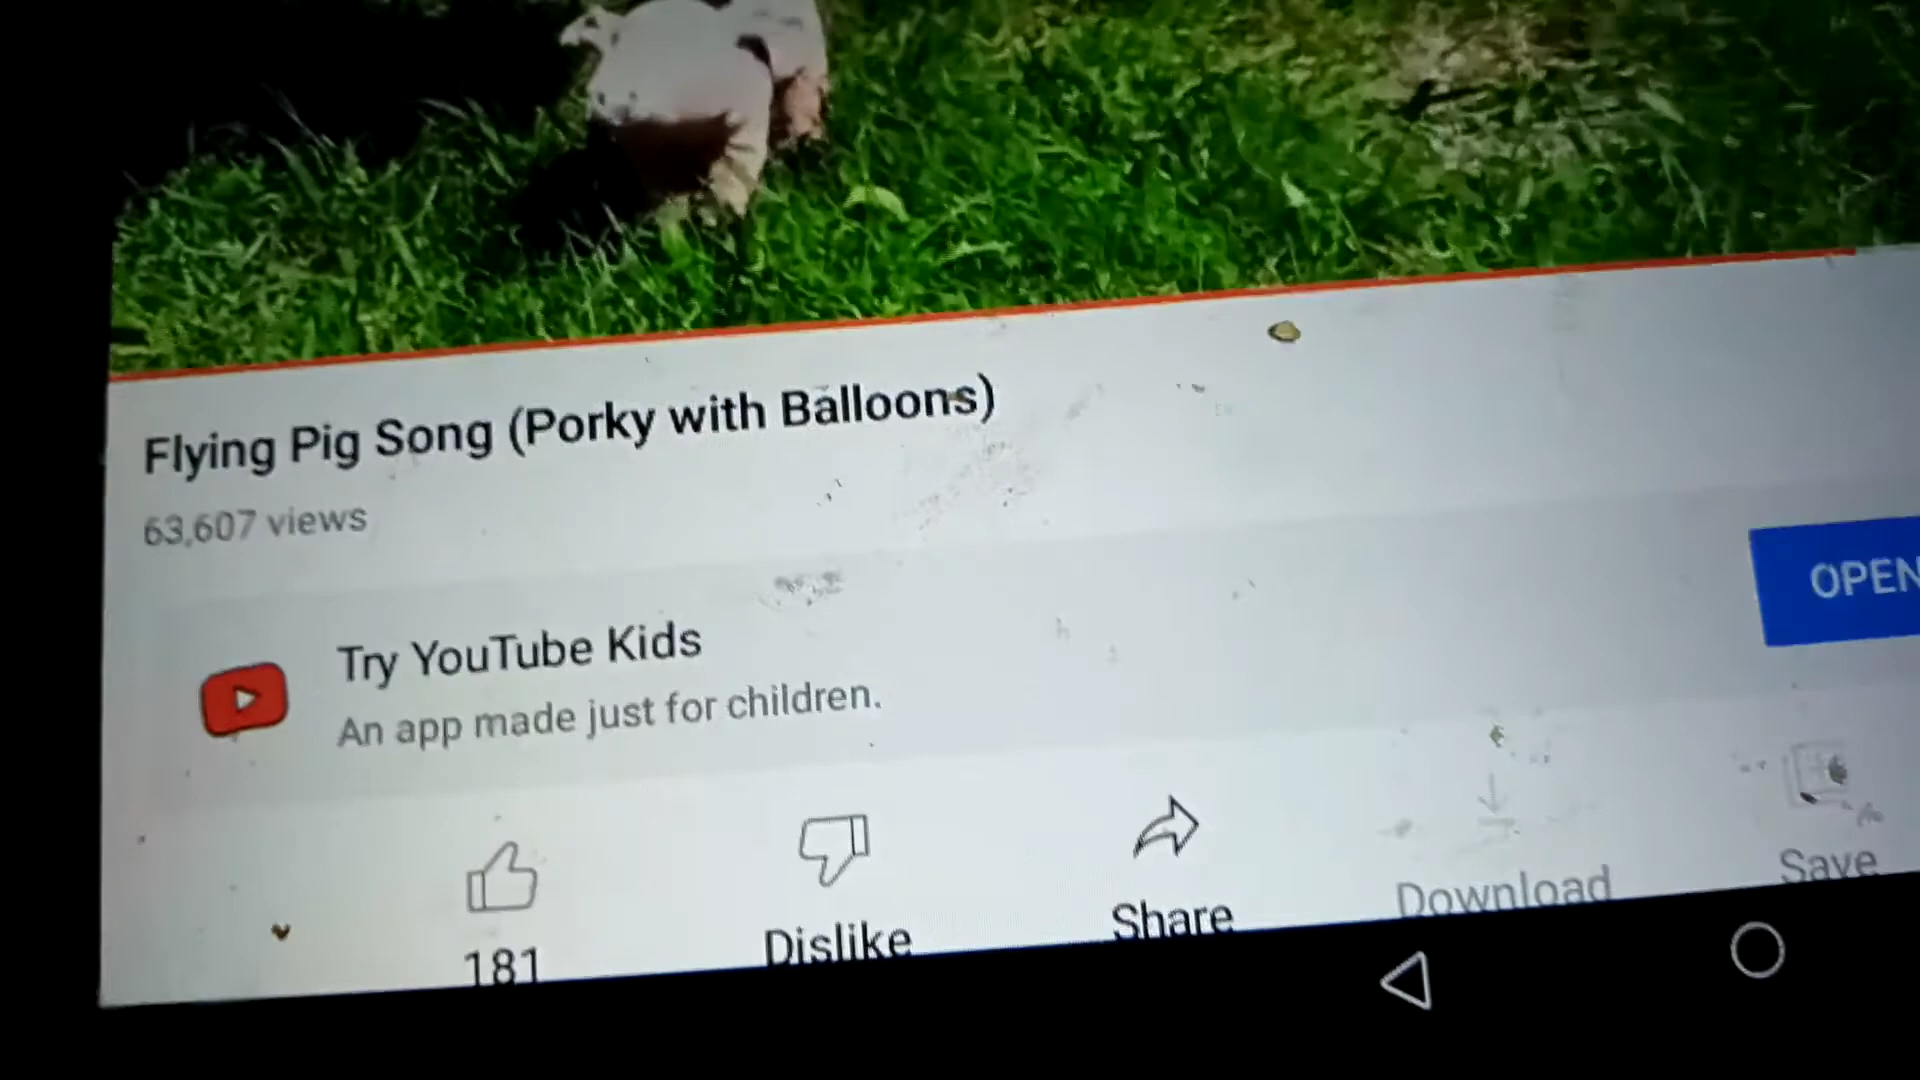 Flying Pig Song (Porky with Balloons)
63,607 views
Try YouTube Kids
An app made just for children.
OPEN
181
Dislike
Share
Download
Save